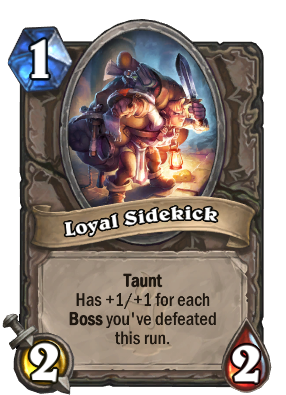 1
Loyal Sidekick
Taunt
Has +1/+1 for each
Boss you've defeated
this run.
2 2